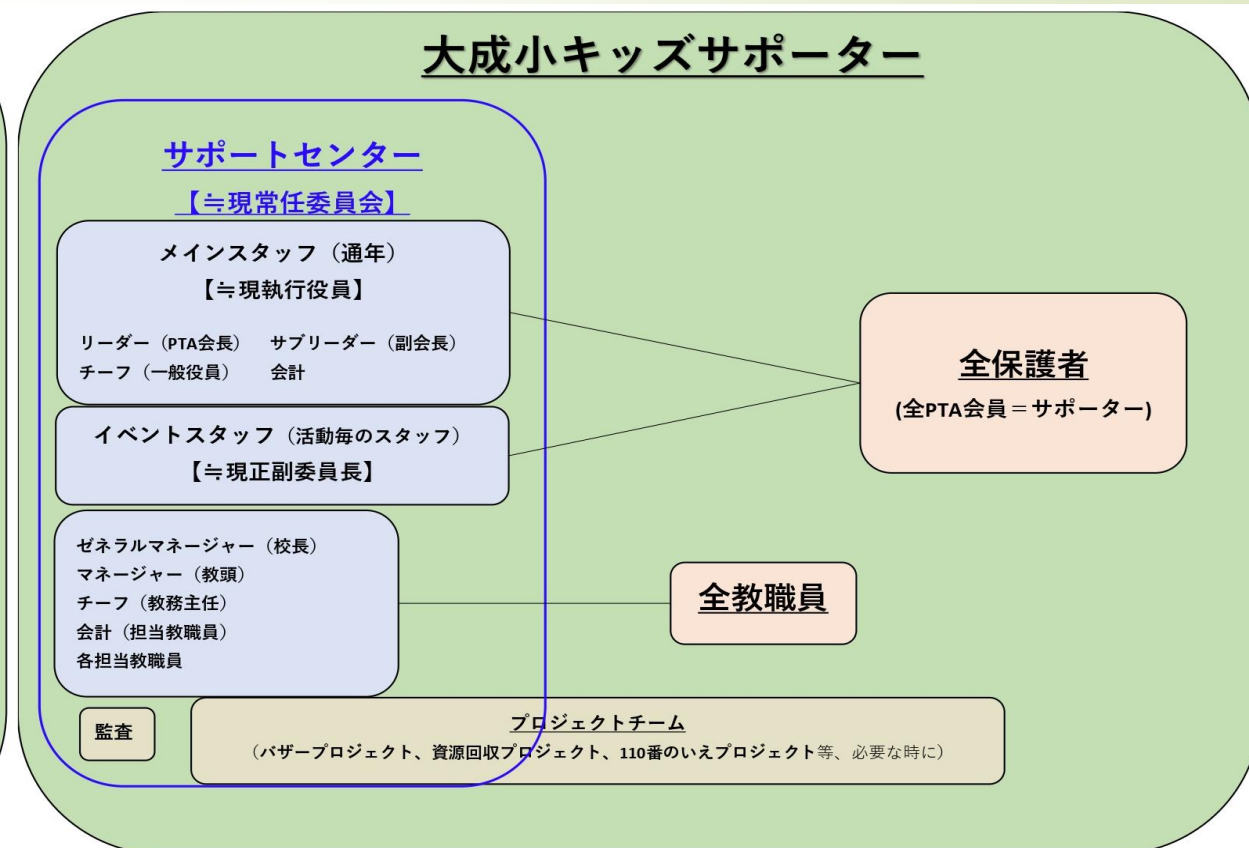 大成小キッズサポーター
サポートセンター
【≒現常任委員会】
メインスタッフ（通年）
【≒現執行役員】
リーダー（PTA会長）　サブリーダー（副会長）
チーフ（一般役員）　会計
イベントスタッフ（活動毎のスタッフ）
【≒現正副委員長】
ゼネラルマネージャー（校長）
マネージャー（教頭）
チーフ（教務主任）
会計（担当教職員）
各担当教職員
全保護者
(全PTA会員＝サポーター)
全教職員
監査
プロジェクトチーム
（バザープロジェクト、資源回収プロジェクト、110番のいえプロジェクト等、必要な時に）